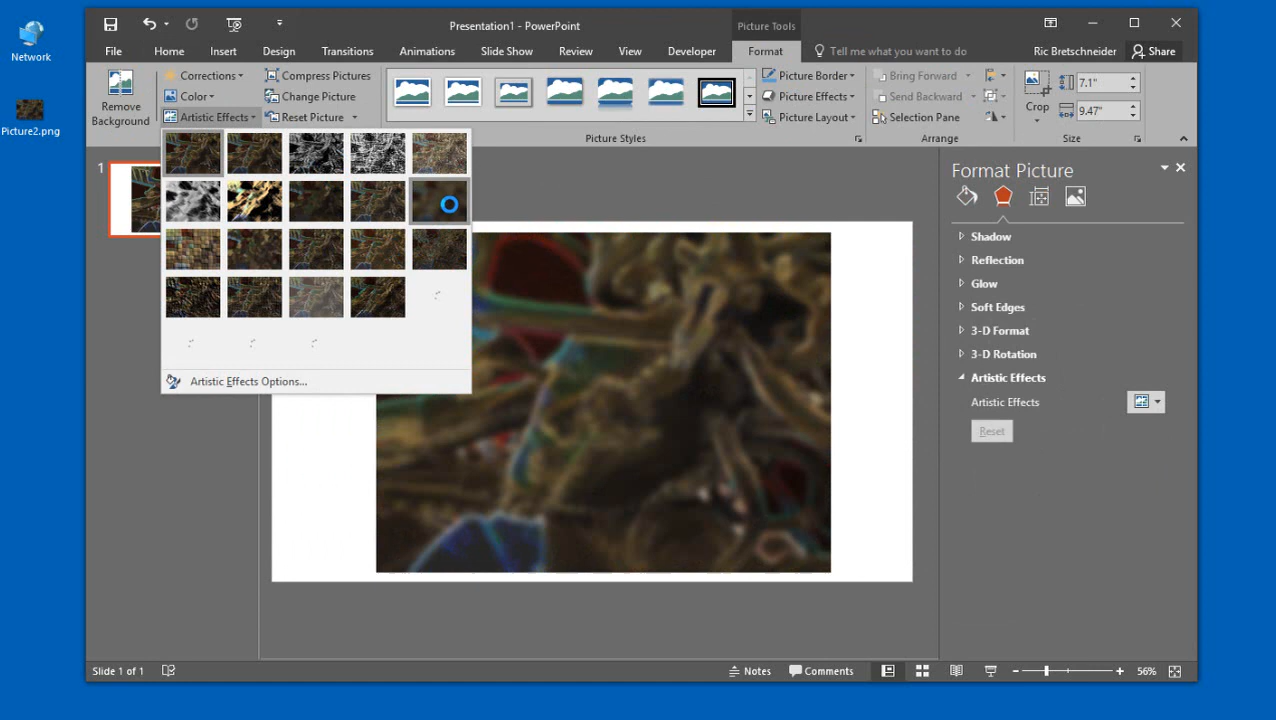 Presentation1 - PowerPoint
Picture Tools
File Home Insert Design Transitions Animations Slide Show Review View Developer Format Tell me what you want to do Ric Bretschneider Share
Network
Picture2.png
Remove Background
Corrections
Color
Artistic Effects
Compress Pictures
Change Picture
Reset Picture
Picture Styles
Picture Border
Picture Effects
Picture Layout
Bring Forward
Send Backward
Selection Pane
Arrange
Crop
7.1"
9.47"
Size
1
Artistic Effects Options...
Format Picture
Shadow
Reflection
Glow
Soft Edges
3-D Format
3-D Rotation
Artistic Effects
Artistic Effects
Reset
Slide 1 of 1
Notes Comments 56%